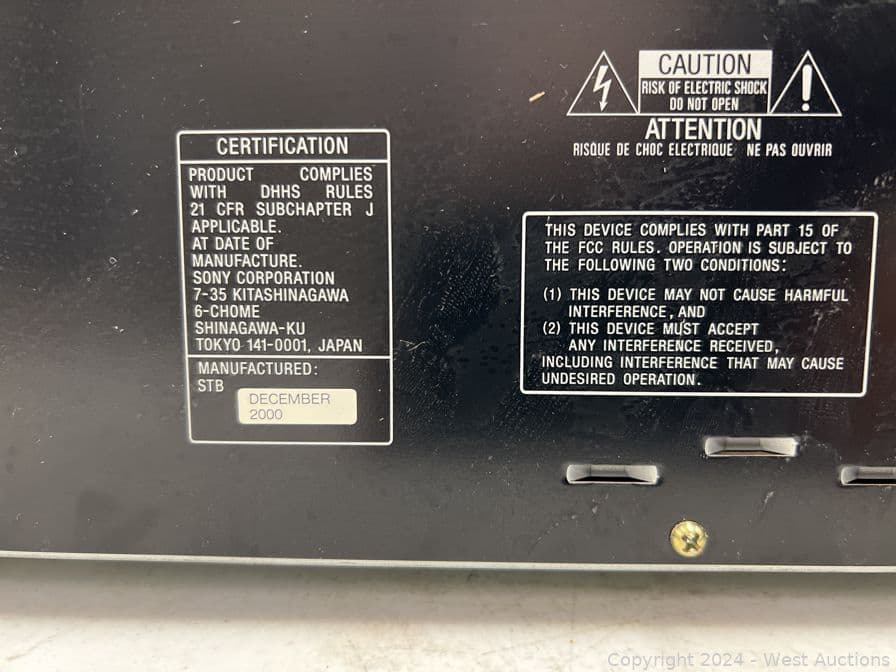 CAUTION
RISK OF ELECTRIC SHOCK
DO NOT OPEN
ATTENTION
RISQUE DE CHOC ELECTRIQUE NE PAS OUVRIR
CERTIFICATION
PRODUCT COMPLIES
WITH DHHS RULES
21 CFR SUBCHAPTER J
APPLICABLE.
AT DATE OF
MANUFACTURE.
SONY CORPORATION
7-35 KITASHINAGAWA
6-CHOME
SHINAGAWA-KU
TOKYO 141-0001, JAPAN
MANUFACTURED:
STB
DECEMBER
2000
THIS DEVICE COMPLIES WITH PART 15 OF
THE FCC RULES. OPERATION IS SUBJECT TO
THE FOLLOWING TWO CONDITIONS:
(1) THIS DEVICE MAY NOT CAUSE HARMFUL
INTERFERENCE, AND
(2) THIS DEVICE MUST ACCEPT
ANY INTERFERENCE RECEIVED,
INCLUDING INTERFERENCE THAT MAY CAUSE
UNDESIRED OPERATION.
Copyright 2024 - West Auctions